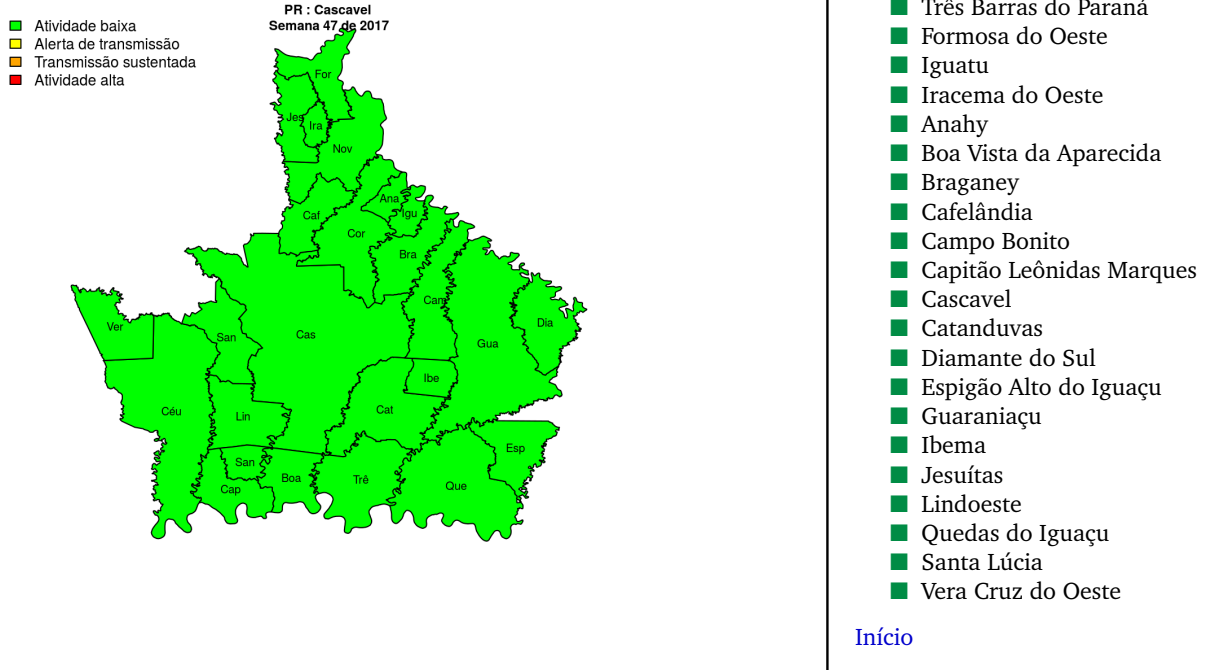 PR : Cascavel
Semana 47 de 2017
Atividade baixa
Alerta de transmissão
Transmissão sustentada
Atividade alta
For
Jes
Ira
Nov
Ana
Caf
Igu
Cor
Bra
Cam
Ver
San
Cas
Dia
Gua
Ibe
Céu
Lin
Cat
Esp
San
Cap
Boa
Trê
Que
Três Barras do Paraná
Formosa do Oeste
Iguatu
Iracema do Oeste
Anahy
Boa Vista da Aparecida
Braganey
Cafelândia
Campo Bonito
Capitão Leônidas Marques
Cascavel
Catanduvas
Diamante do Sul
Espigão Alto do Iguaçu
Guaraniaçu
Ibema
Jesuítas
Lindoeste
Quedas do Iguaçu
Santa Lúcia
Vera Cruz do Oeste
Início